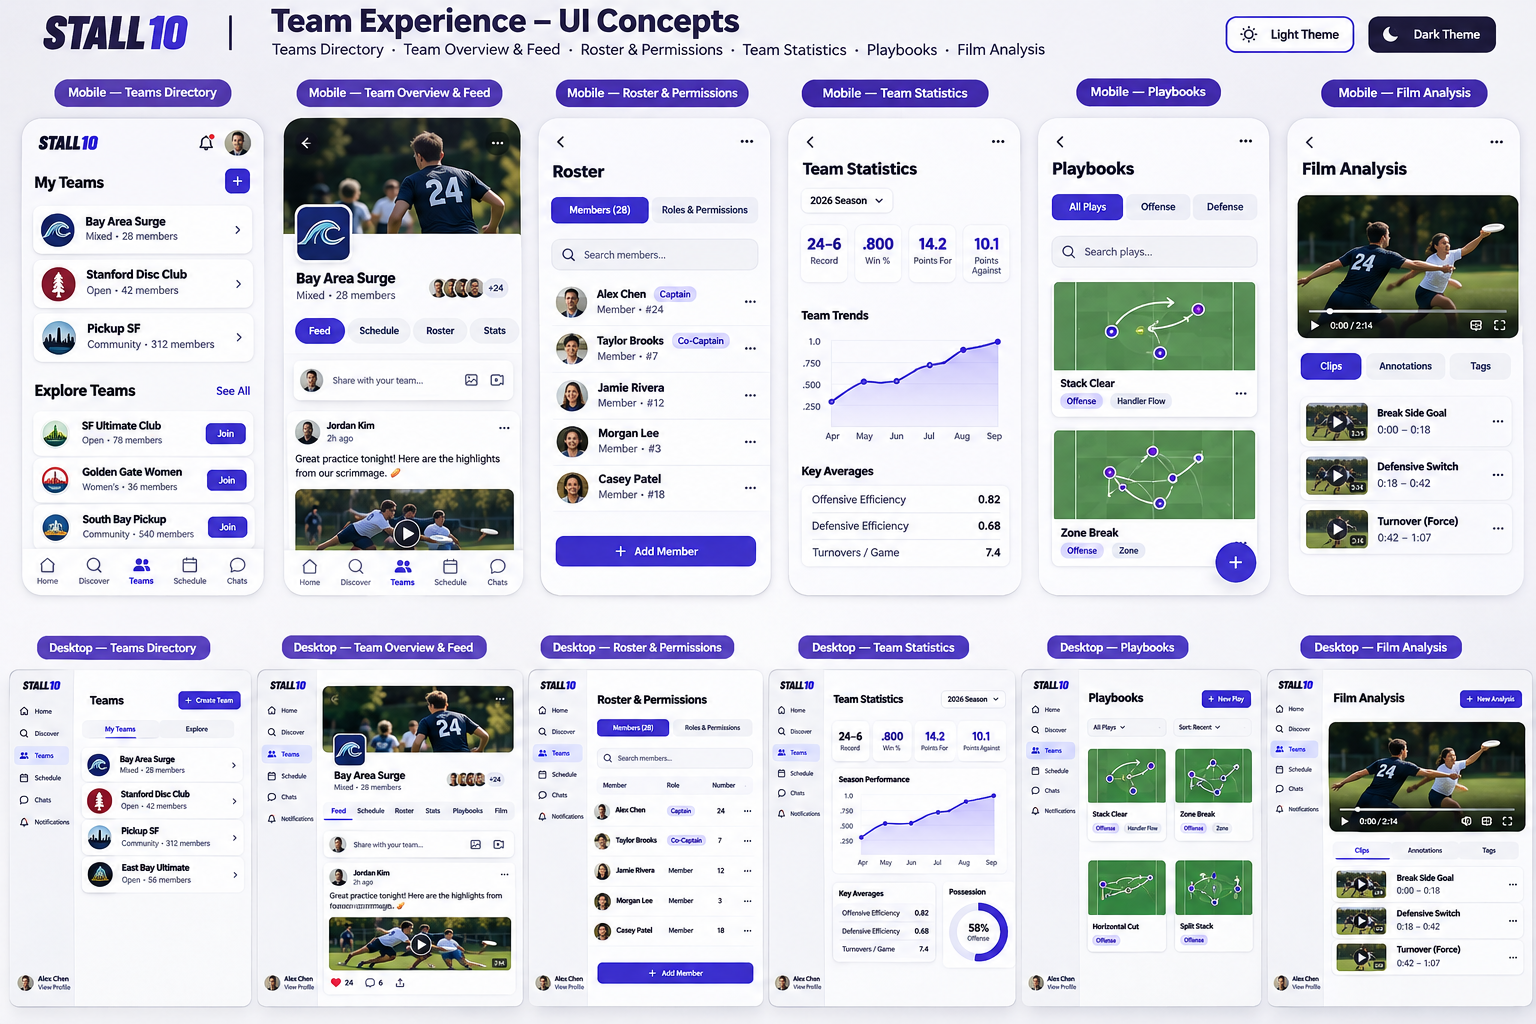 STALL10
Team Experience – UI Concepts
Teams Directory · Team Overview & Feed · Roster & Permissions · Team Statistics · Playbooks · Film Analysis
Light Theme
Dark Theme
Mobile — Teams Directory
STALL10
My Teams
Bay Area Surge
Mixed • 28 members
Stanford Disc Club
Open • 42 members
Pickup SF
Community • 312 members
Explore Teams
See All
SF Ultimate Club
Open • 78 members
Join
Golden Gate Women
Women's • 36 members
Join
South Bay Pickup
Community • 540 members
Join
Home
Discover
Teams
Schedule
Chats
Mobile — Team Overview & Feed
24
Bay Area Surge
Mixed • 28 members
+24
Feed
Schedule
Roster
Stats
Share with your team...
Jordan Kim
2h ago
Great practice tonight! Here are the highlights
from our scrimmage.
Home
Discover
Teams
Schedule
Chats
Mobile — Roster & Permissions
Roster
Members (28)
Roles & Permissions
Search members...
Alex Chen
Captain
Member • #24
Taylor Brooks
Co-Captain
Member • #7
Jamie Rivera
Member • #12
Morgan Lee
Member • #3
Casey Patel
Member • #18
+ Add Member
Mobile — Team Statistics
Team Statistics
2026 Season
24–6
Record
.800
Win %
14.2
Points For
10.1
Points
Against
Team Trends
1.0
.750
.500
.250
Apr
May
Jun
Jul
Aug
Sep
Key Averages
Offensive Efficiency
0.82
Defensive Efficiency
0.68
Turnovers / Game
7.4
Mobile — Playbooks
Playbooks
All Plays
Offense
Defense
Search plays...
Stack Clear
Offense
Handler Flow
Zone Break
Offense
Zone
Mobile — Film Analysis
Film Analysis
24
0:00 / 2:14
Clips
Annotations
Tags
Break Side Goal
0:00 – 0:18
Defensive Switch
0:18 – 0:42
Turnover (Force)
0:42 – 1:07
Desktop — Teams Directory
STALL10
Home
Discover
Teams
Schedule
Chats
Notifications
Alex Chen
View Profile
Teams
+ Create Team
My Teams
Explore
Bay Area Surge
Mixed • 28 members
Stanford Disc Club
Open • 42 members
Pickup SF
Community • 312 members
East Bay Ultimate
Open • 56 members
Desktop — Team Overview & Feed
STALL10
Home
Discover
Teams
Schedule
Chats
Notifications
Alex Chen
View Profile
24
Bay Area Surge
Mixed • 28 members
+24
Feed
Schedule
Roster
Stats
Playbooks
Film
Share with your team...
Jordan Kim
2h ago
Great practice tonight! Here are the highlights from
24
6
Desktop — Roster & Permissions
STALL10
Home
Discover
Teams
Schedule
Chats
Notifications
Alex Chen
View Profile
Roster & Permissions
Members (28)
Roles & Permissions
Search members...
Member
Role
Number
Alex Chen
Captain
24
Taylor Brooks
Co-Captain
7
Jamie Rivera
Member
12
Morgan Lee
Member
3
Casey Patel
Member
18
+ Add Member
Desktop — Team Statistics
STALL10
Home
Discover
Teams
Schedule
Chats
Notifications
Alex Chen
View Profile
Team Statistics
2026 Season
24–6
Record
.800
Win %
14.2
Points For
10.1
Points Against
Season Performance
1.0
.750
.500
.250
Apr
May
Jun
Jul
Aug
Sep
Key Averages
Offensive Efficiency
0.82
Defensive Efficiency
0.68
Turnovers / Game
7.4
Possession
58%
Offense
Desktop — Playbooks
STALL10
Home
Discover
Teams
Schedule
Chats
Notifications
Alex Chen
View Profile
Playbooks
+ New Play
All Plays
Sort: Recent
Stack Clear
Offense
Handler Flow
Zone Break
Offense
Zone
Horizontal Cut
Offense
Split Stack
Offense
Desktop — Film Analysis
STALL10
Home
Discover
Teams
Schedule
Chats
Notifications
Alex Chen
View Profile
Film Analysis
+ New Analysis
24
0:00 / 2:14
Clips
Annotations
Tags
Break Side Goal
0:00 – 0:18
Defensive Switch
0:18 – 0:42
Turnover (Force)
0:42 – 1:07